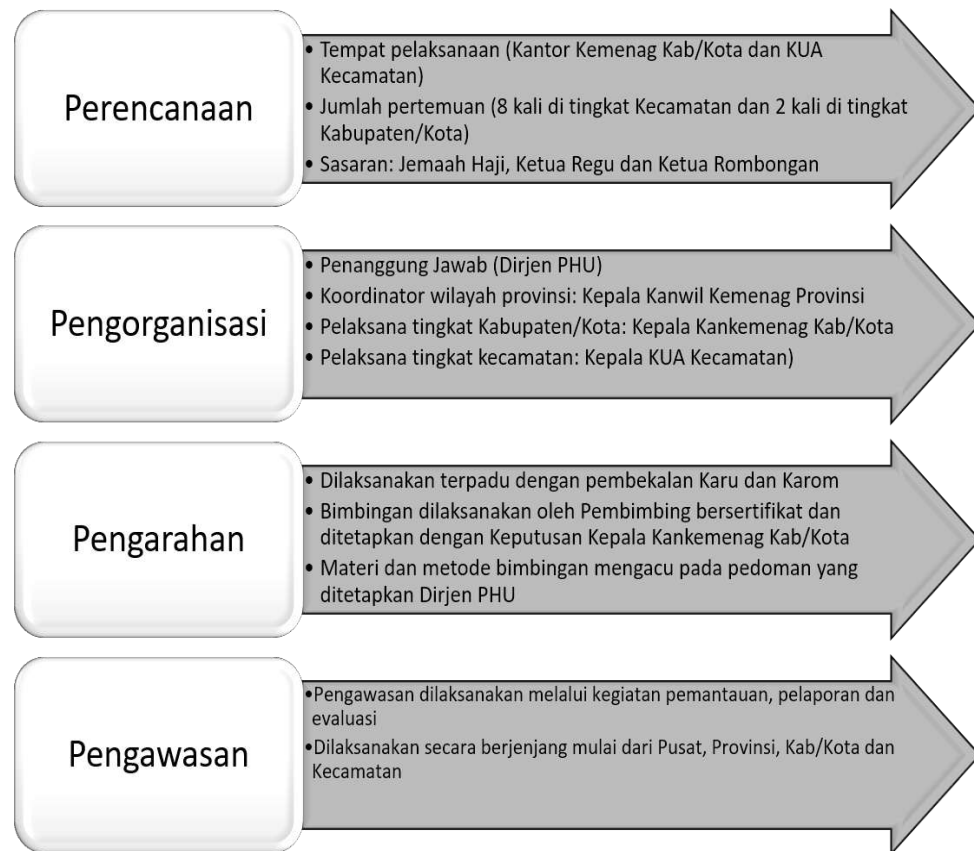 Perencanaan
• Tempat pelaksanaan (Kantor Kemenag Kab/Kota dan KUA
Kecamatan)
• Jumlah pertemuan (8 kali di tingkat Kecamatan dan 2 kali di tingkat
Kabupaten/Kota)
• Sasaran: Jemaah Haji, Ketua Regu dan Ketua Rombongan
Pengorganisasi
• Penanggung Jawab (Dirjen PHU)
• Koordinator wilayah provinsi: Kepala Kanwil Kemenag Provinsi
• Pelaksana tingkat Kabupaten/Kota: Kepala Kankemenag Kab/Kota
• Pelaksana tingkat kecamatan: Kepala KUA Kecamatan)
Pengarahan
• Dilaksanakan terpadu dengan pembekalan Karu dan Karom
• Bimbingan dilaksanakan oleh Pembimbing bersertifikat dan
ditetapkan dengan Keputusan Kepala Kankemenag Kab/Kota
• Materi dan metode bimbingan mengacu pada pedoman yang
ditetapkan Dirjen PHU
Pengawasan
•Pengawasan dilaksanakan melalui kegiatan pemantauan, pelaporan dan
evaluasi
•Dilaksanakan secara berjenjang mulai dari Pusat, Provinsi, Kab/Kota dan
Kecamatan